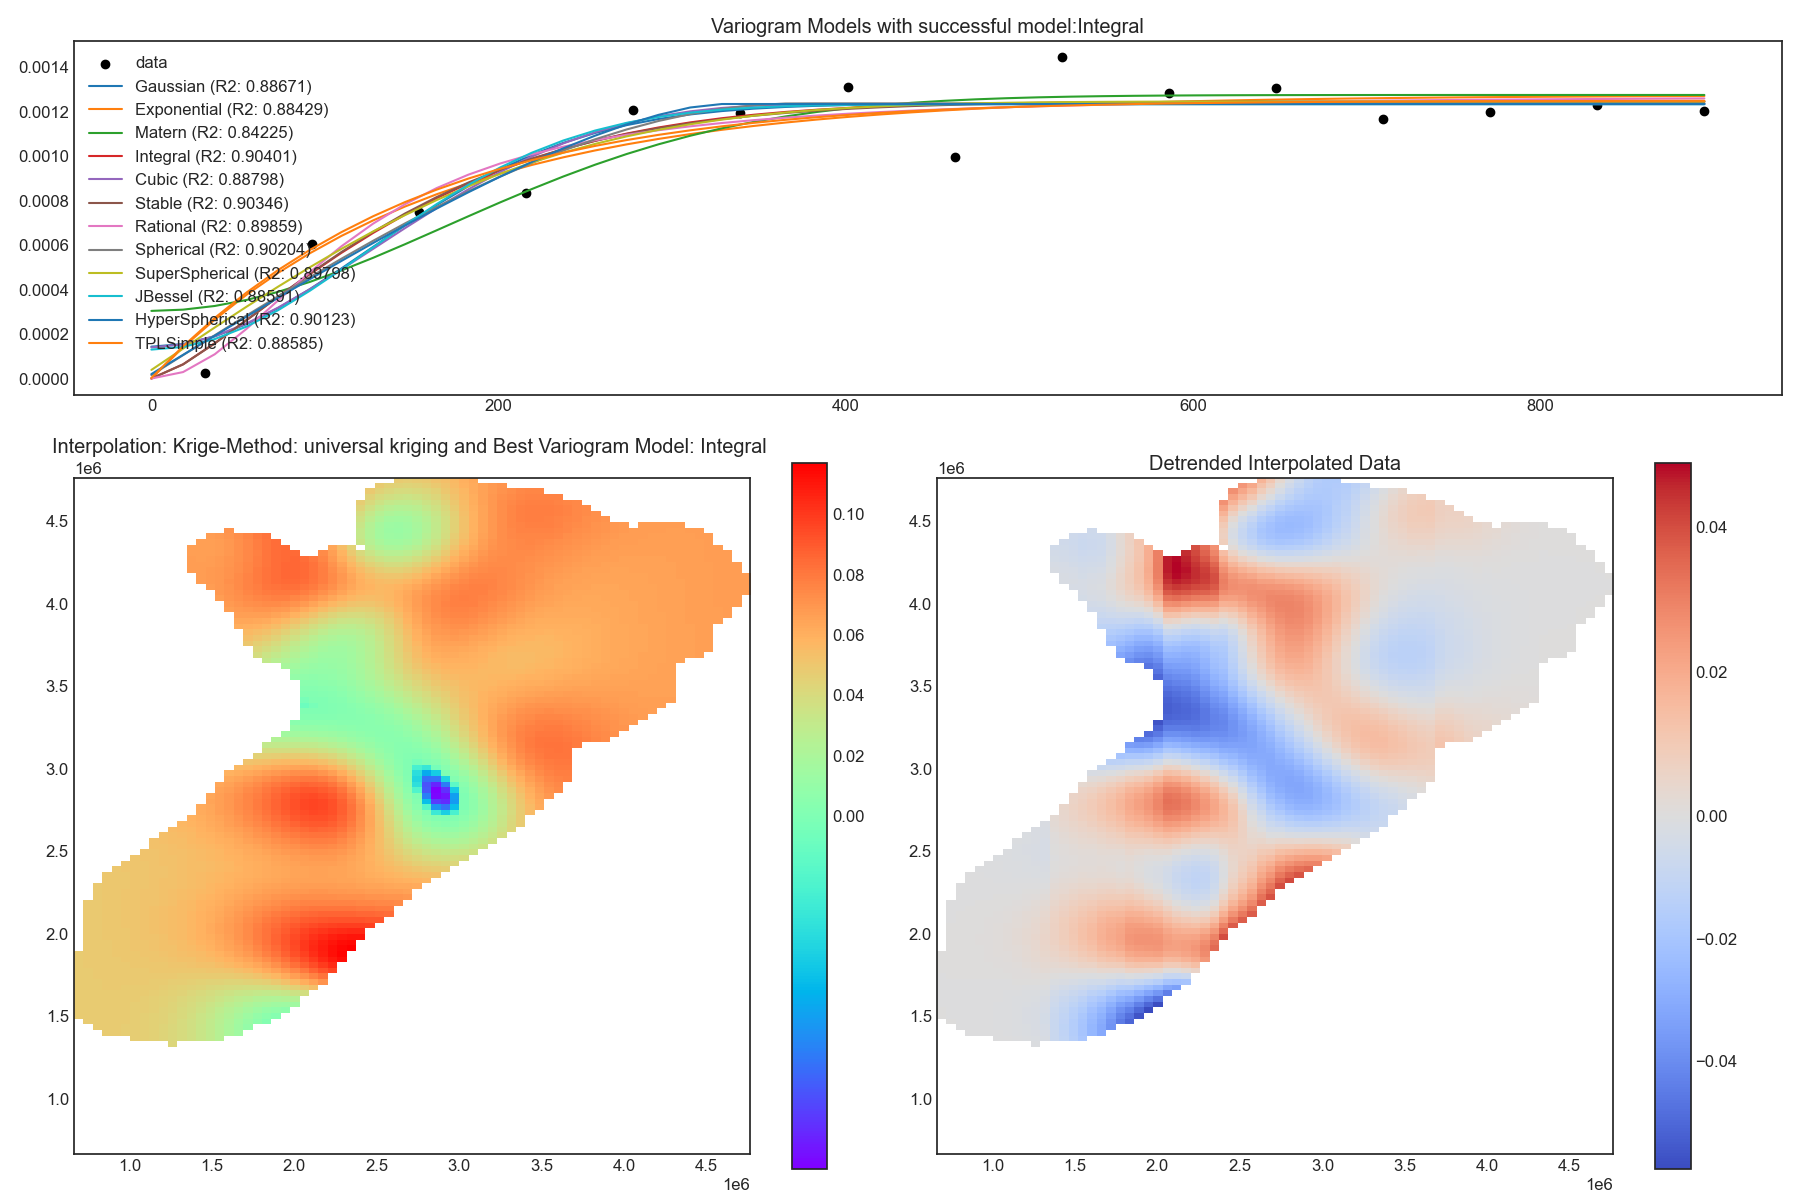 Variogram Models with successful model:Integral
0.0014
0.0012
0.0010
0.0008
0.0006
0.0004
0.0002
0.0000
data
Gaussian (R2: 0.88671)
Exponential (R2: 0.88429)
Matern (R2: 0.84225)
Integral (R2: 0.90401)
Cubic (R2: 0.88798)
Stable (R2: 0.90346)
Rational (R2: 0.89859)
Spherical (R2: 0.90204)
SuperSpherical (R2: 0.89798)
JBessel (R2: 0.88591)
HyperSpherical (R2: 0.90123)
TPLSimple (R2: 0.88585)
0 200 400 600 800
Interpolation: Krige-Method: universal kriging and Best Variogram Model: Integral
1e6
4.5
4.0
3.5
3.0
2.5
2.0
1.5
1.0
1.0 1.5 2.0 2.5 3.0 3.5 4.0 4.5
1e6
0.10
0.08
0.06
0.04
0.02
0.00
Detrended Interpolated Data
1e6
4.5
4.0
3.5
3.0
2.5
2.0
1.5
1.0
1.0 1.5 2.0 2.5 3.0 3.5 4.0 4.5
1e6
0.04
0.02
0.00
−0.02
−0.04